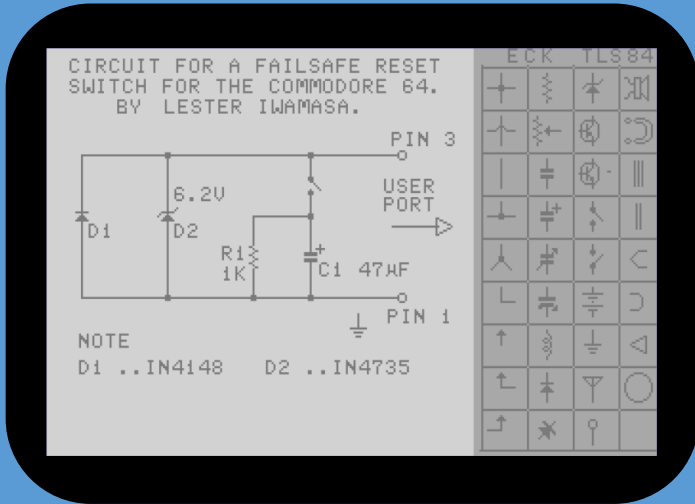 ECK TLS84
CIRCUIT FOR A FAILSAFE RESET
SWITCH FOR THE COMMODORE 64.
BY LESTER IWAMASA.
PIN 3
6.2V
USER
PORT
D1
D2
R1
1K
C1 47µF
PIN 1
NOTE
D1 ..IN4148 D2 ..IN4735